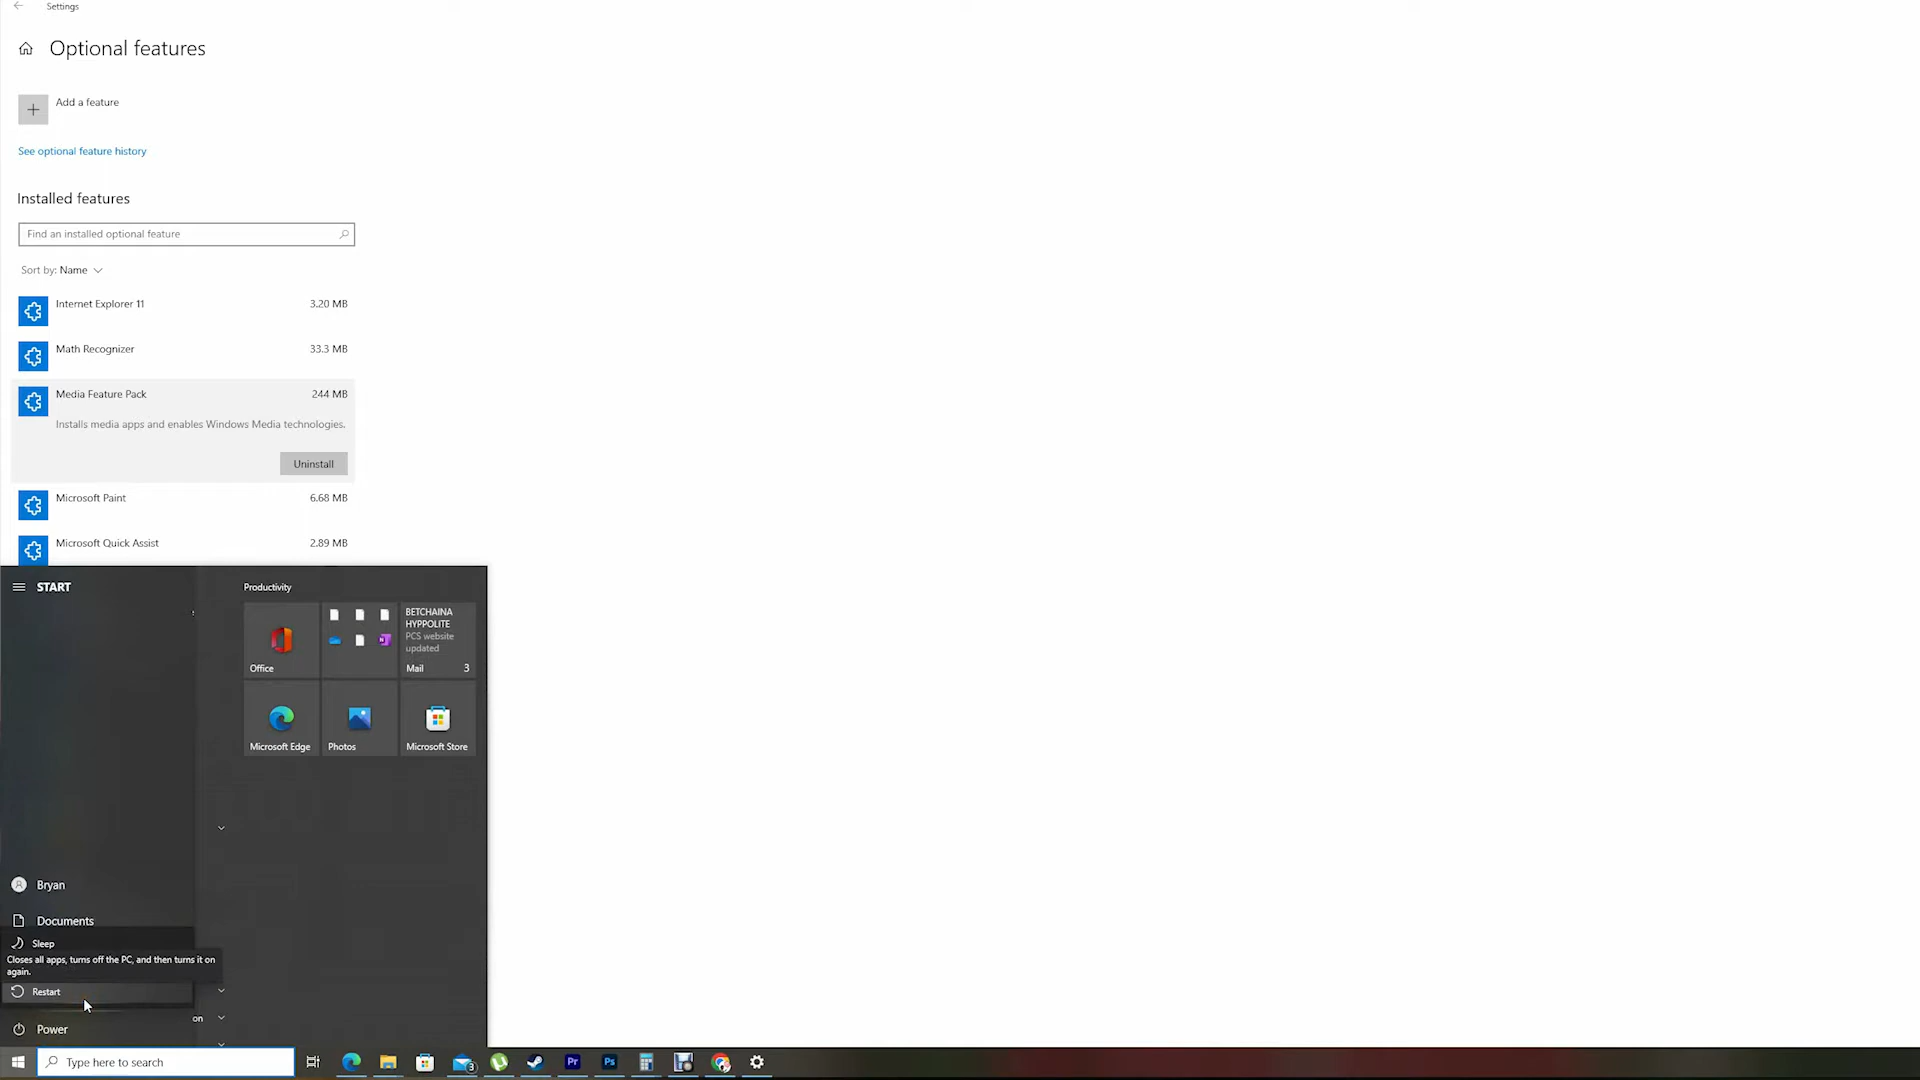 Settings
Optional features
Add a feature
See optional feature history
Installed features
Find an installed optional feature
Sort by: Name
Internet Explorer 11 3.20 MB
Math Recognizer 33.3 MB
Media Feature Pack 244 MB
Installs media apps and enables Windows Media technologies.
Uninstall
Microsoft Paint 6.68 MB
Microsoft Quick Assist 2.89 MB
START
Productivity
Office
BETCHAINA
HYPPOLITE
PCS website
updated
Mail 3
Microsoft Edge
Photos
Microsoft Store
Bryan
Documents
Sleep
Closes all apps, turns off the PC, and then turns it on
again.
Restart
on
Power
Type here to search
3
Pr
Ps